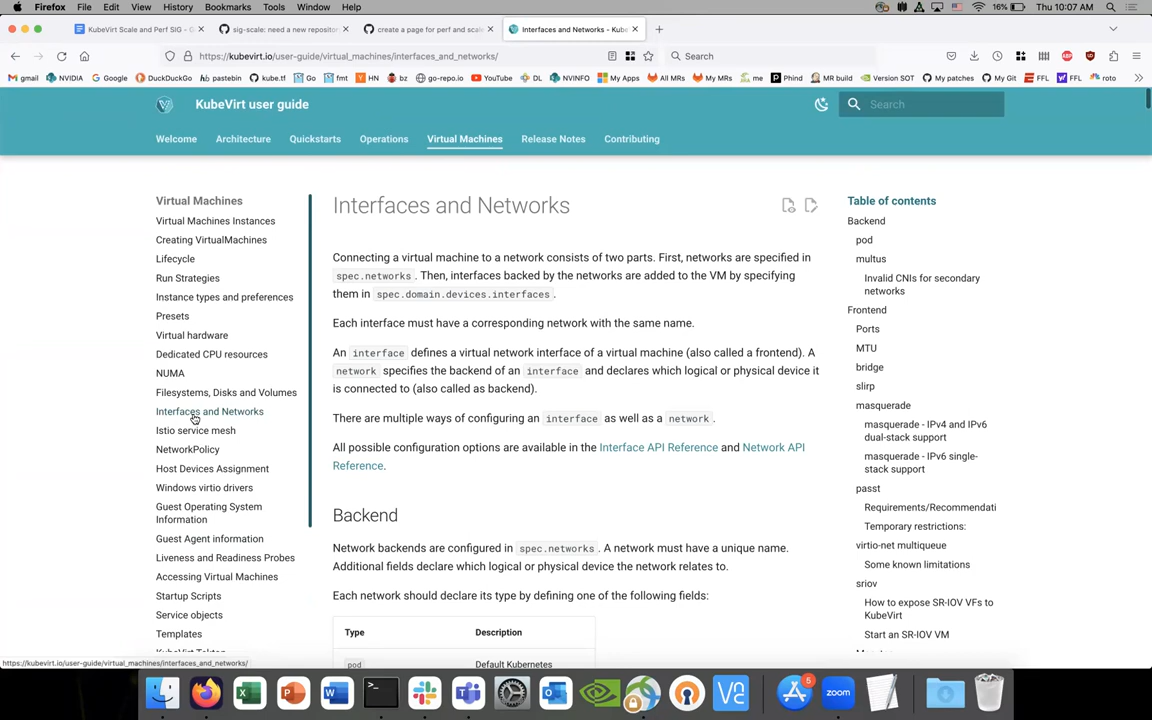 Firefox File Edit View History Bookmarks Tools Window Help 16% Thu 10:07 AM
KubeVirt Scale and Perf SIG - G × sig-scale: need a new repositor × create a page for perf and scale × Interfaces and Networks - Kube ×
https://kubevirt.io/user-guide/virtual_machines/interfaces_and_networks/ Search
gmail NVIDIA Google DuckDuckGo pastebin kube.tf Go fmt HN bz go-repo.io YouTube DL NVINFO My Apps All MRs My MRs me Phind MR build Version SOT My patches My Git FFL FFL roto
KubeVirt user guide
Search
Welcome Architecture Quickstarts Operations Virtual Machines Release Notes Contributing
Virtual Machines
Virtual Machines Instances
Creating VirtualMachines
Lifecycle
Run Strategies
Instance types and preferences
Presets
Virtual hardware
Dedicated CPU resources
NUMA
Filesystems, Disks and Volumes
Interfaces and Networks
Istio service mesh
NetworkPolicy
Host Devices Assignment
Windows virtio drivers
Guest Operating System
Information
Guest Agent information
Liveness and Readiness Probes
Accessing Virtual Machines
Startup Scripts
Service objects
Templates
Interfaces and Networks
Connecting a virtual machine to a network consists of two parts. First, networks are specified in
spec.networks . Then, interfaces backed by the networks are added to the VM by specifying
them in spec.domain.devices.interfaces .
Each interface must have a corresponding network with the same name.
An interface defines a virtual network interface of a virtual machine (also called a frontend). A
network specifies the backend of an interface and declares which logical or physical device it
is connected to (also called as backend).
There are multiple ways of configuring an interface as well as a network .
All possible configuration options are available in the Interface API Reference and Network API
Reference.
Backend
Network backends are configured in spec.networks . A network must have a unique name.
Additional fields declare which logical or physical device the network relates to.
Each network should declare its type by defining one of the following fields:
Type Description
pod Default Kubernetes
Table of contents
Backend
pod
multus
Invalid CNIs for secondary
networks
Frontend
Ports
MTU
bridge
slirp
masquerade
masquerade - IPv4 and IPv6
dual-stack support
masquerade - IPv6 single-
stack support
passt
Requirements/Recommendati
Temporary restrictions:
virtio-net multiqueue
Some known limitations
sriov
How to expose SR-IOV VFs to
KubeVirt
Start an SR-IOV VM
https://kubevirt.io/user-guide/virtual_machines/interfaces_and_networks/
5
zoom